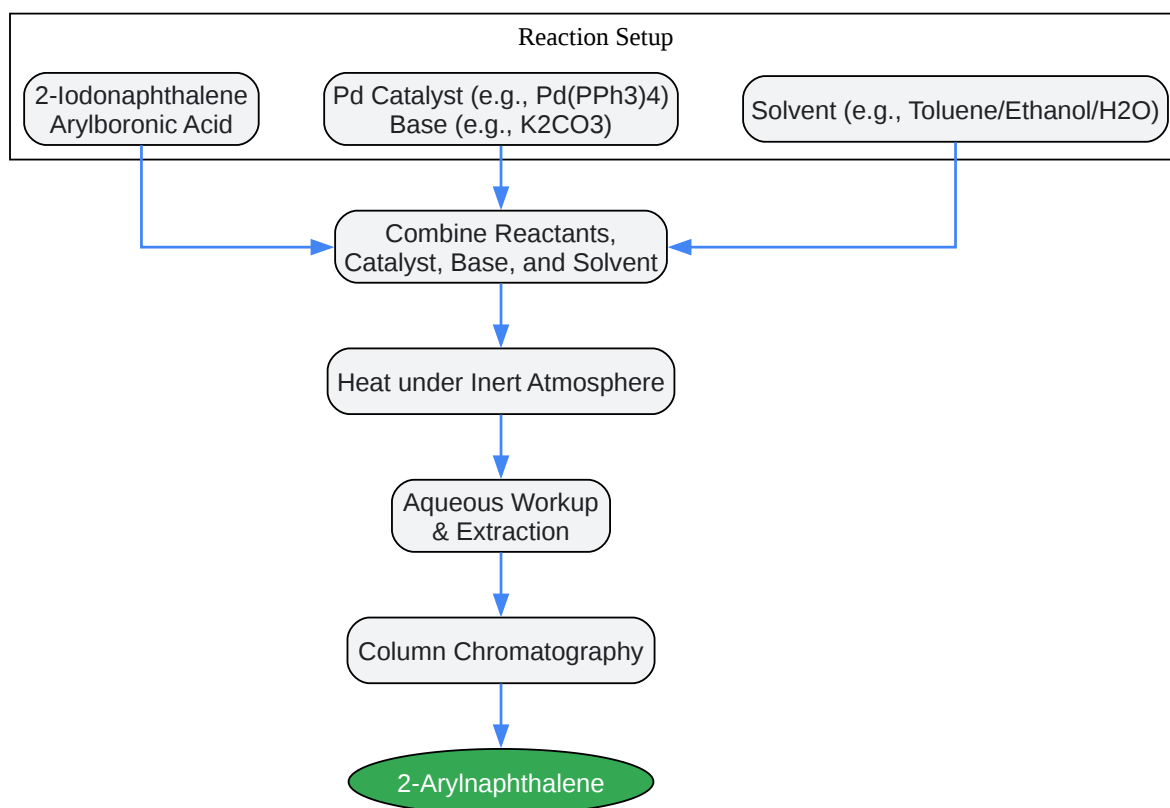 Reaction Setup
2-Iodonaphthalene
Arylboronic Acid
Pd Catalyst (e.g., Pd(PPh3)4)
Base (e.g., K2CO3)
Solvent (e.g., Toluene/Ethanol/H2O)
Combine Reactants,
Catalyst, Base, and Solvent
Heat under Inert Atmosphere
Aqueous Workup
& Extraction
Column Chromatography
2-Arylnaphthalene